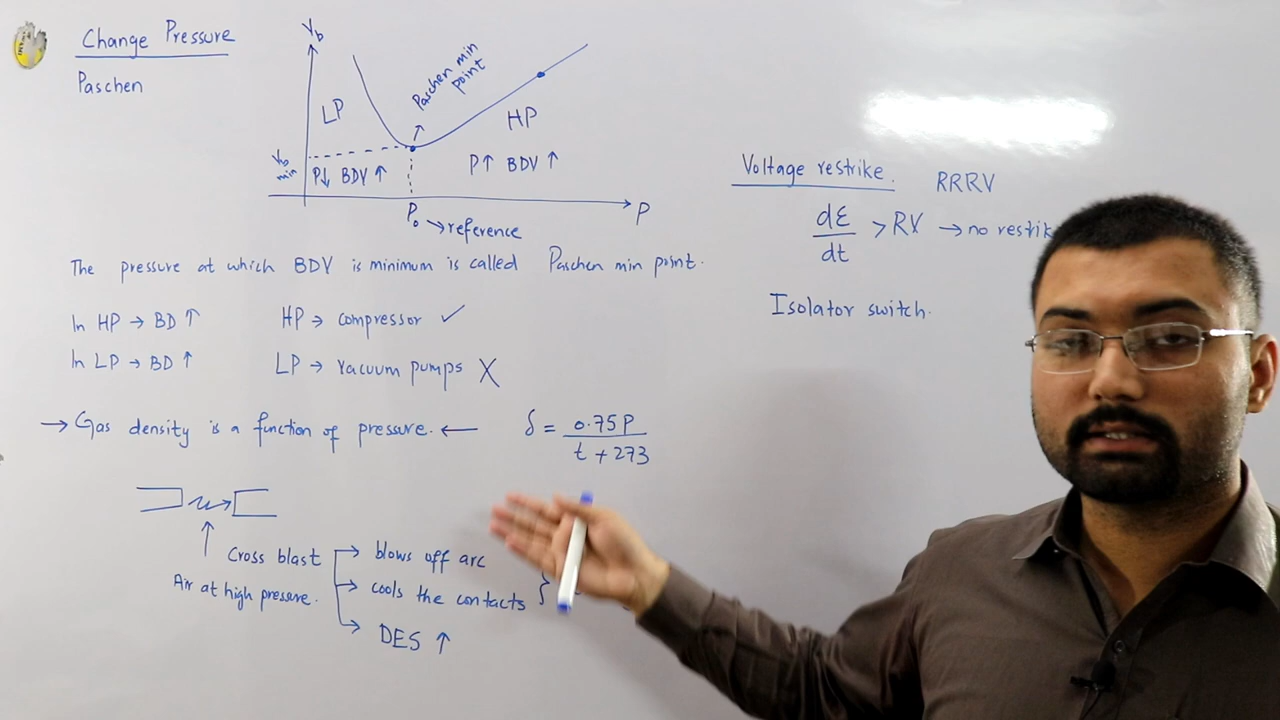 Change Pressure
Paschen
Vb
LP
Paschen min
point
HP
Vb
min
P↓ BDV ↑
P↑ BDV ↑
P
P₀ → reference
The pressure at which BDV is minimum is called Paschen min point.
In HP → BD ↑
HP → compressor ✓
In LP → BD ↑
LP → vacuum pumps X
→ Gas density is a function of pressure. ←
δ = 0.75P / t + 273
Cross blast
Air at high pressure.
→ blows off arc
→ cools the contacts }
→ DES ↑
Voltage restrike.
RRRV
dƐ/dt > RV → no restrik
Isolator switch.